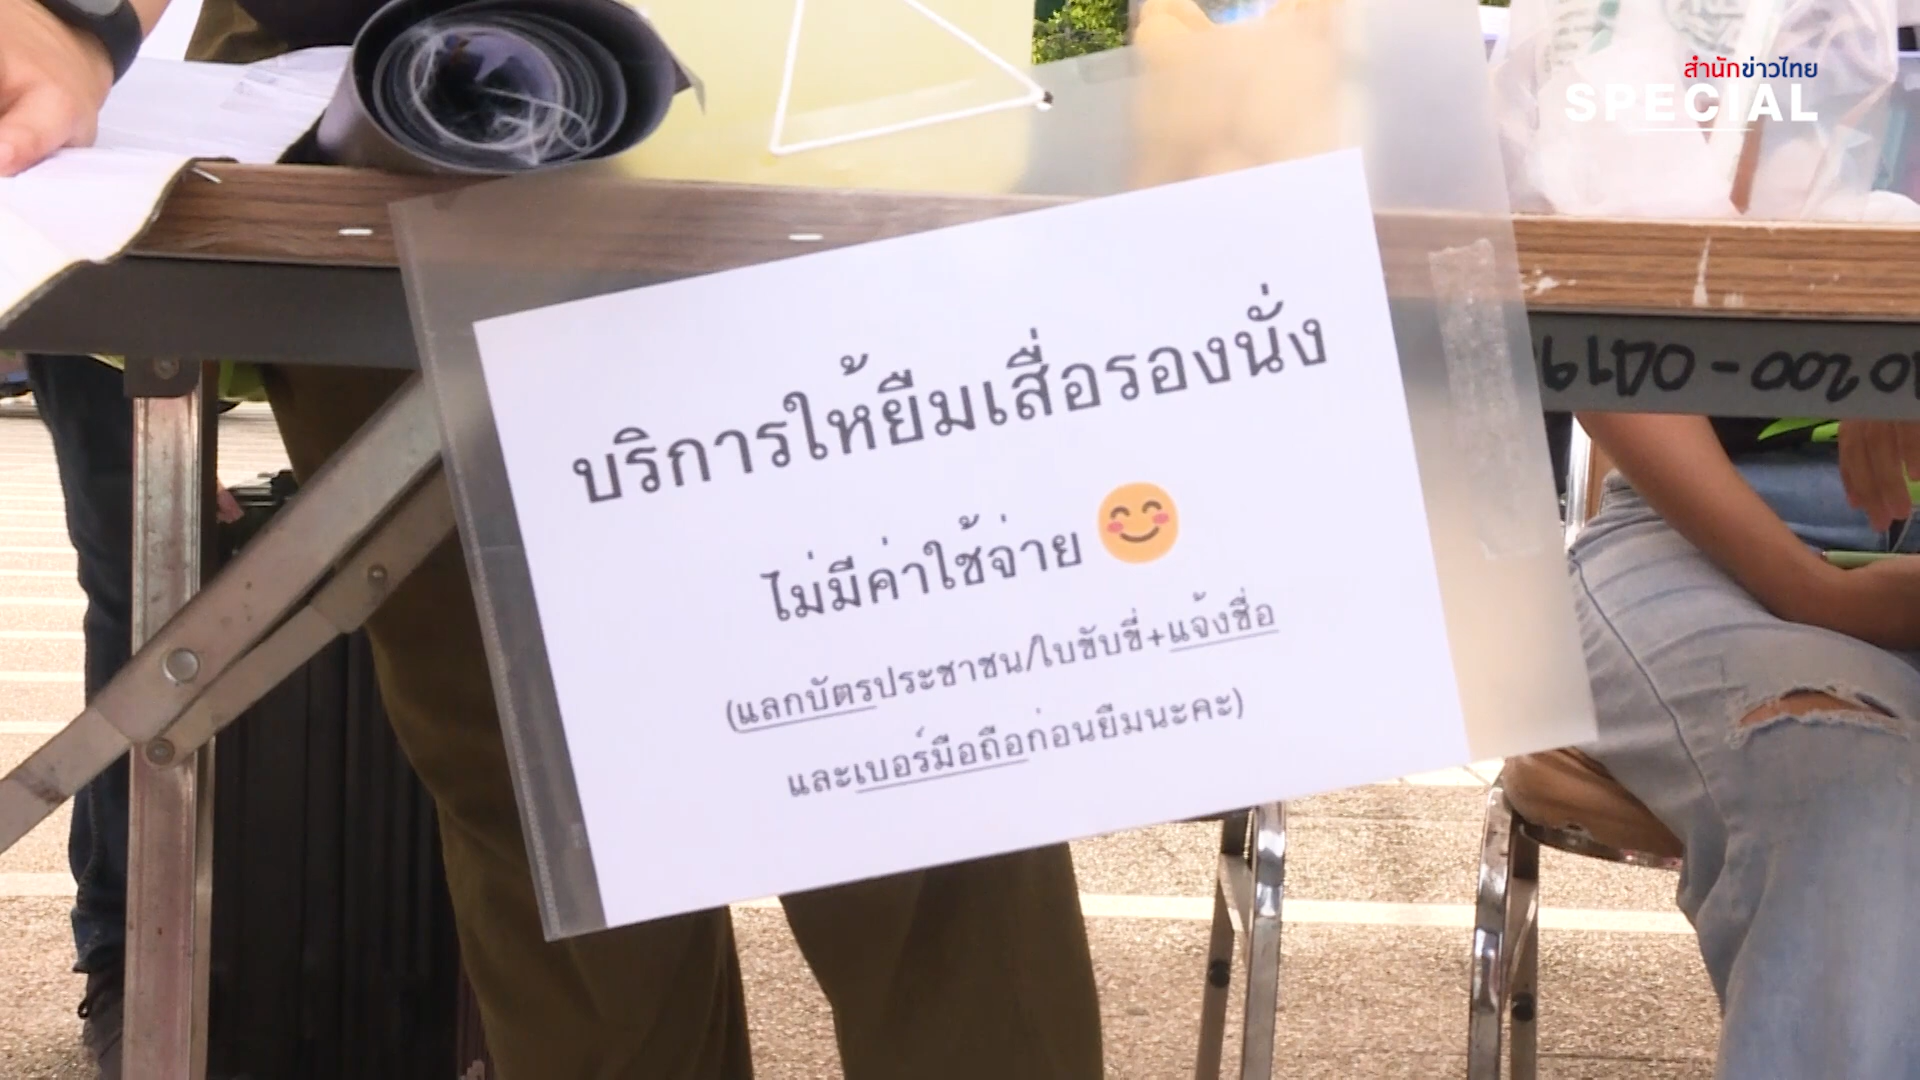 สำนักข่าวไทย
SPECIAL
บริการให้ยืมเสื่อรองนั่ง
ไม่มีค่าใช้จ่าย 😊
(แลกบัตรประชาชน/ใบขับขี่+แจ้งชื่อ
และเบอร์มือถือก่อนยืมนะคะ)